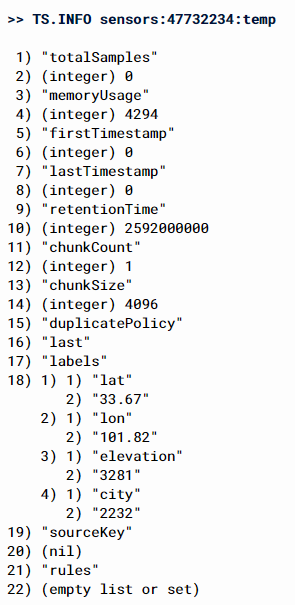 >> TS.INFO sensors:47732234:temp
1) "totalSamples"
2) (integer) 0
3) "memoryUsage"
4) (integer) 4294
5) "firstTimestamp"
6) (integer) 0
7) "lastTimestamp"
8) (integer) 0
9) "retentionTime"
10) (integer) 2592000000
11) "chunkCount"
12) (integer) 1
13) "chunkSize"
14) (integer) 4096
15) "duplicatePolicy"
16) "last"
17) "labels"
18) 1) 1) "lat"
2) "33.67"
2) 1) "lon"
2) "101.82"
3) 1) "elevation"
2) "3281"
4) 1) "city"
2) "2232"
19) "sourceKey"
20) (nil)
21) "rules"
22) (empty list or set)